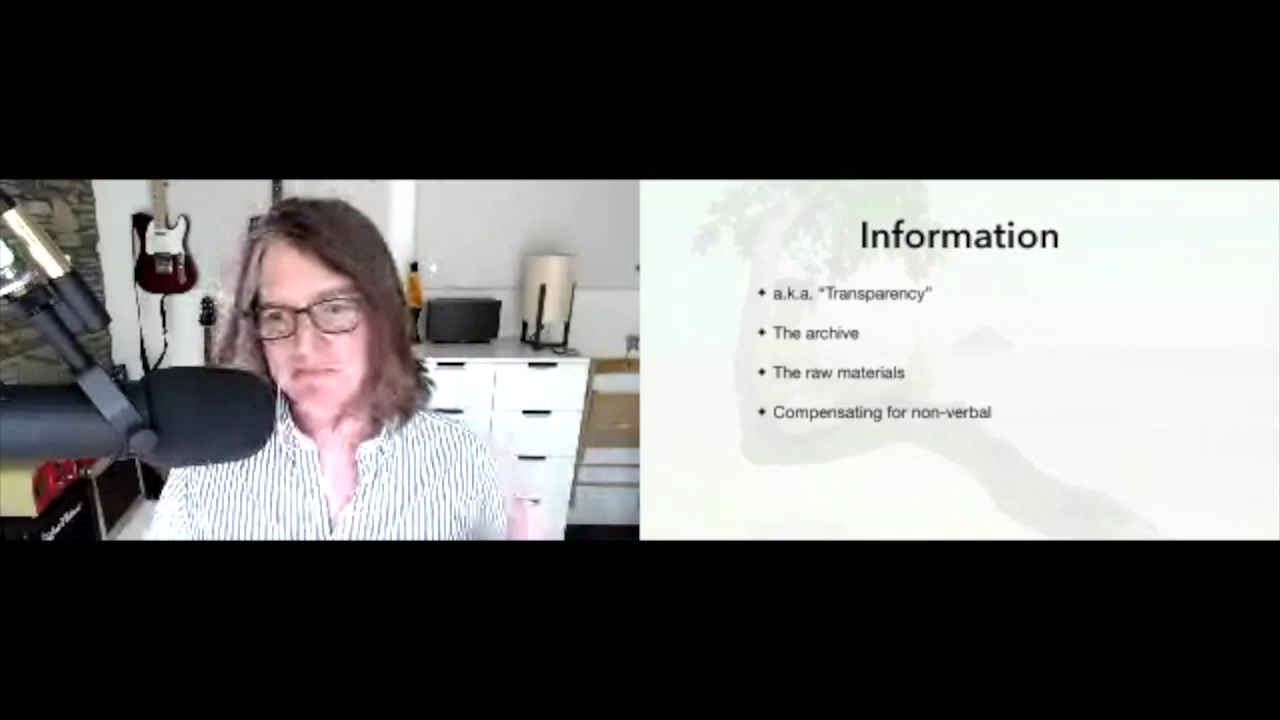 Information
a.k.a. “Transparency”
The archive
The raw materials
Compensating for non-verbal